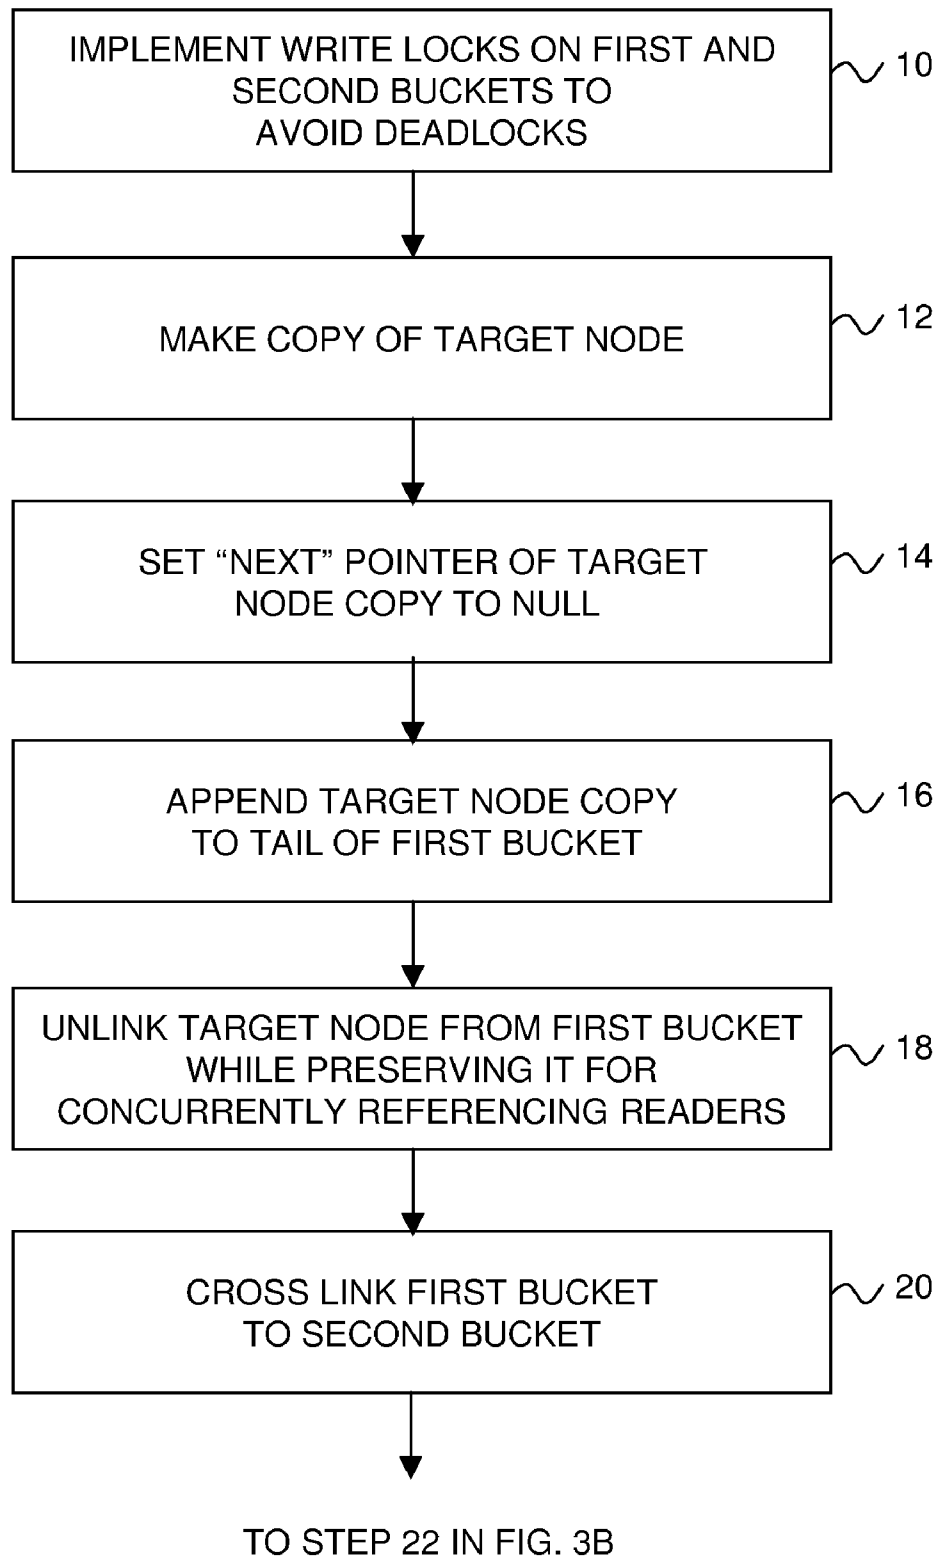 IMPLEMENT WRITE LOCKS ON FIRST AND
SECOND BUCKETS TO
AVOID DEADLOCKS
10
MAKE COPY OF TARGET NODE
12
SET “NEXT” POINTER OF TARGET
NODE COPY TO NULL
14
APPEND TARGET NODE COPY
TO TAIL OF FIRST BUCKET
16
UNLINK TARGET NODE FROM FIRST BUCKET
WHILE PRESERVING IT FOR
CONCURRENTLY REFERENCING READERS
18
CROSS LINK FIRST BUCKET
TO SECOND BUCKET
20
TO STEP 22 IN FIG. 3B